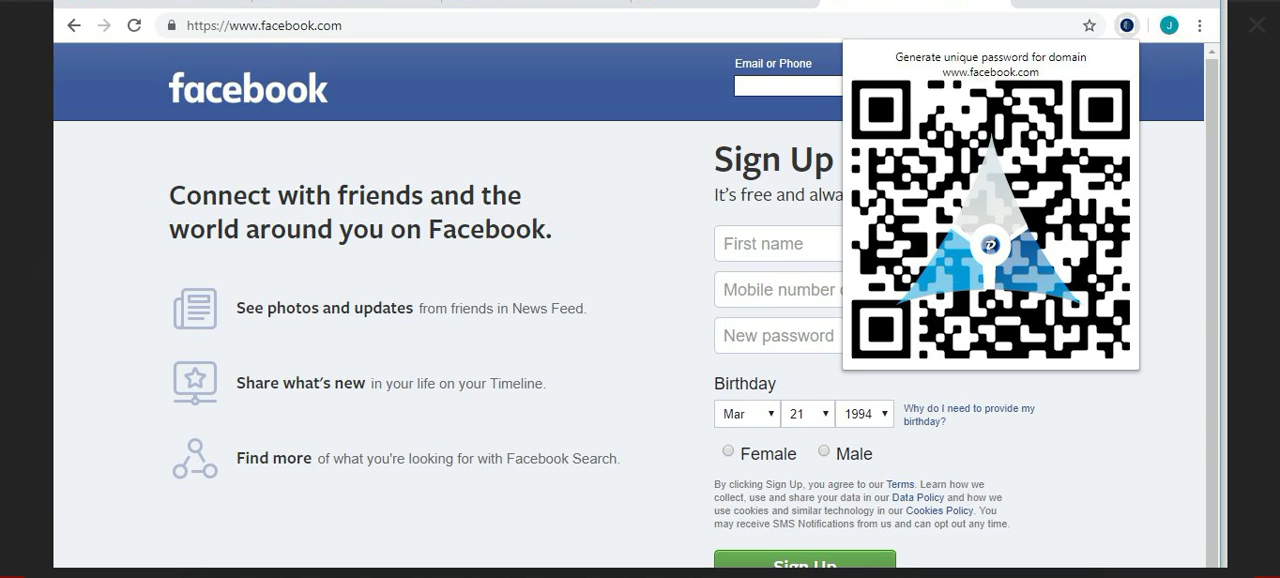 https://www.facebook.com
J
Generate unique password for domain
www.facebook.com
facebook
Email or Phone
Connect with friends and the
world around you on Facebook.
See photos and updates from friends in News Feed.
Share what's new in your life on your Timeline.
Find more of what you're looking for with Facebook Search.
Sign Up
It's free and alwa
First name
Mobile number
New password
Birthday
Mar 21 1994
Why do I need to provide my
birthday?
Female Male
By clicking Sign Up, you agree to our Terms. Learn how we
collect, use and share your data in our Data Policy and how we
use cookies and similar technology in our Cookies Policy. You
may receive SMS Notifications from us and can opt out any time.
Sign Up